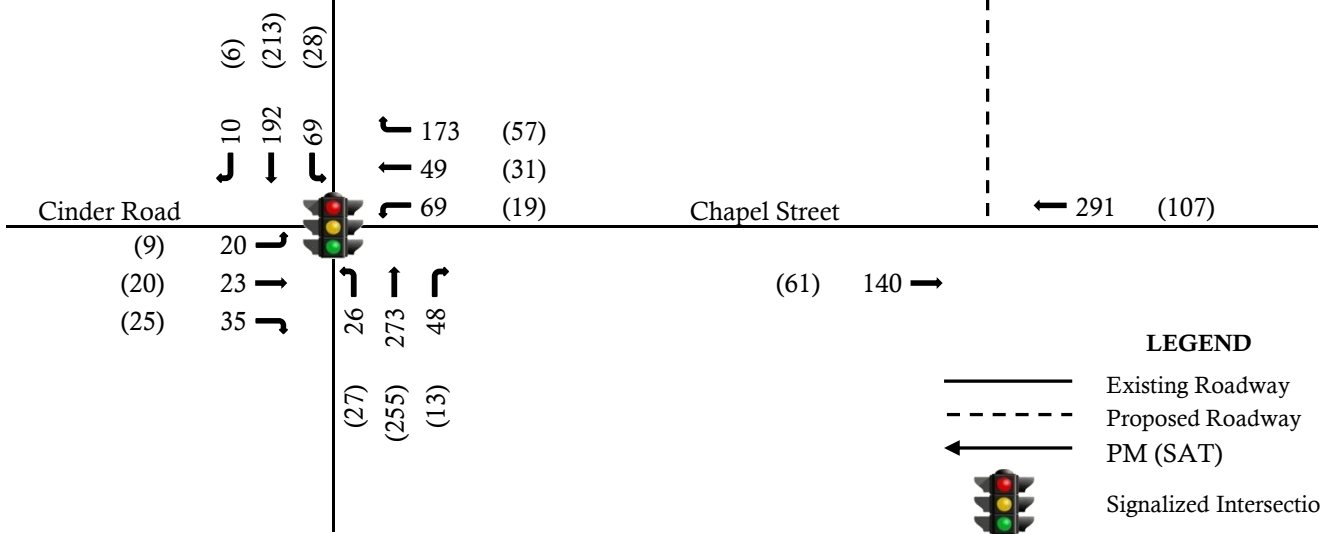 (6) (213) (28)
10 192 69
173 (57)
49 (31)
69 (19)
Cinder Road
Chapel Street
291 (107)
(9) 20
(20) 23
(25) 35
26 273 48
(27) (255) (13)
(61) 140
LEGEND
Existing Roadway
Proposed Roadway
PM (SAT)
Signalized Intersectio